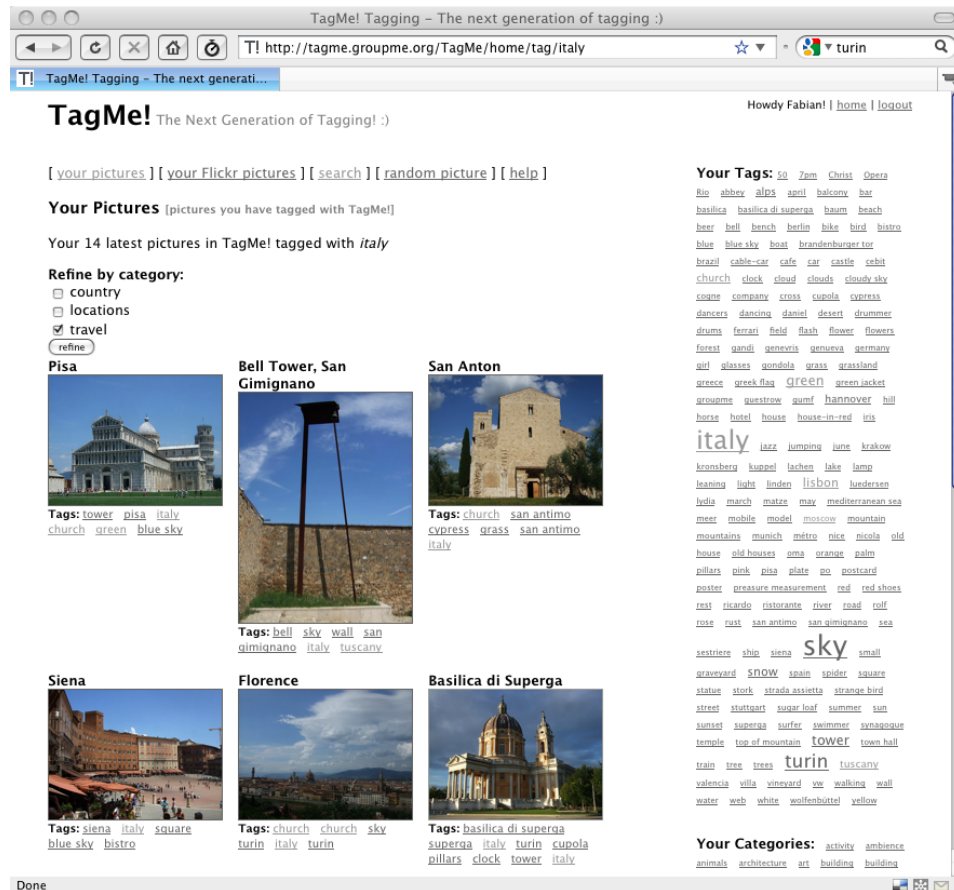 TagMe! Tagging – The next generation of tagging :)
T! http://tagme.groupme.org/TagMe/home/tag/italy
turin
T! TagMe! Tagging – The next generati...
Howdy Fabian! | home | logout
TagMe! The Next Generation of Tagging! :)
[ your pictures ] [ your Flickr pictures ] [ search ] [ random picture ] [ help ]
Your Pictures [pictures you have tagged with TagMe!]
Your 14 latest pictures in TagMe! tagged with italy
Refine by category:
country
locations
travel
refine
Pisa
Tags: tower pisa italy
church green blue sky
Bell Tower, San
Gimignano
Tags: bell sky wall san
gimignano italy tuscany
San Anton
Tags: church san antimo
cypress grass san antimo
italy
Siena
Tags: siena italy square
blue sky bistro
Florence
Tags: church church sky
turin italy turin
Basilica di Superga
Tags: basilica di superga
superga italy turin cupola
pillars clock tower italy
Your Tags: 50 7pm Christ Opera
Rio abbey alps april balcony bar
basilica basilica di superga baum beach
beer bell bench berlin bike bird bistro
blue blue sky boat brandenburger tor
brazil cable-car cafe car castle cebit
church clock cloud clouds cloudy sky
cogne company cross cupola cypress
dancers dancing daniel desert drummer
drums ferrari field flash flower flowers
forest gandi genevris genueva germany
girl glasses gondola grass grassland
greece greek flag green green jacket
groupme guestrow gumf hannover hill
horse hotel house house-in-red iris
italy jazz jumping june krakow
kronsberg kuppel lachen lake lamp
leaning light linden lisbon luedersen
lydia march matze may mediterranean sea
meer mobile model moscow mountain
mountains munich métro nice nicola old
house old houses oma orange palm
pillars pink pisa plate po postcard
poster preasure measurement red red shoes
rest ricardo ristorante river road rolf
rose rust san antimo san gimignano sea
sestriere ship siena sky small
graveyard snow spain spider square
statue stork strada assietta strange bird
street stuttgart sugar loaf summer sun
sunset superga surfer swimmer synagogue
temple top of mountain tower town hall
train tree trees turin tuscany
valencia villa vineyard vw walking wall
water web white wolfenbüttel yellow
Your Categories: activity ambience
animals architecture art building building
Done